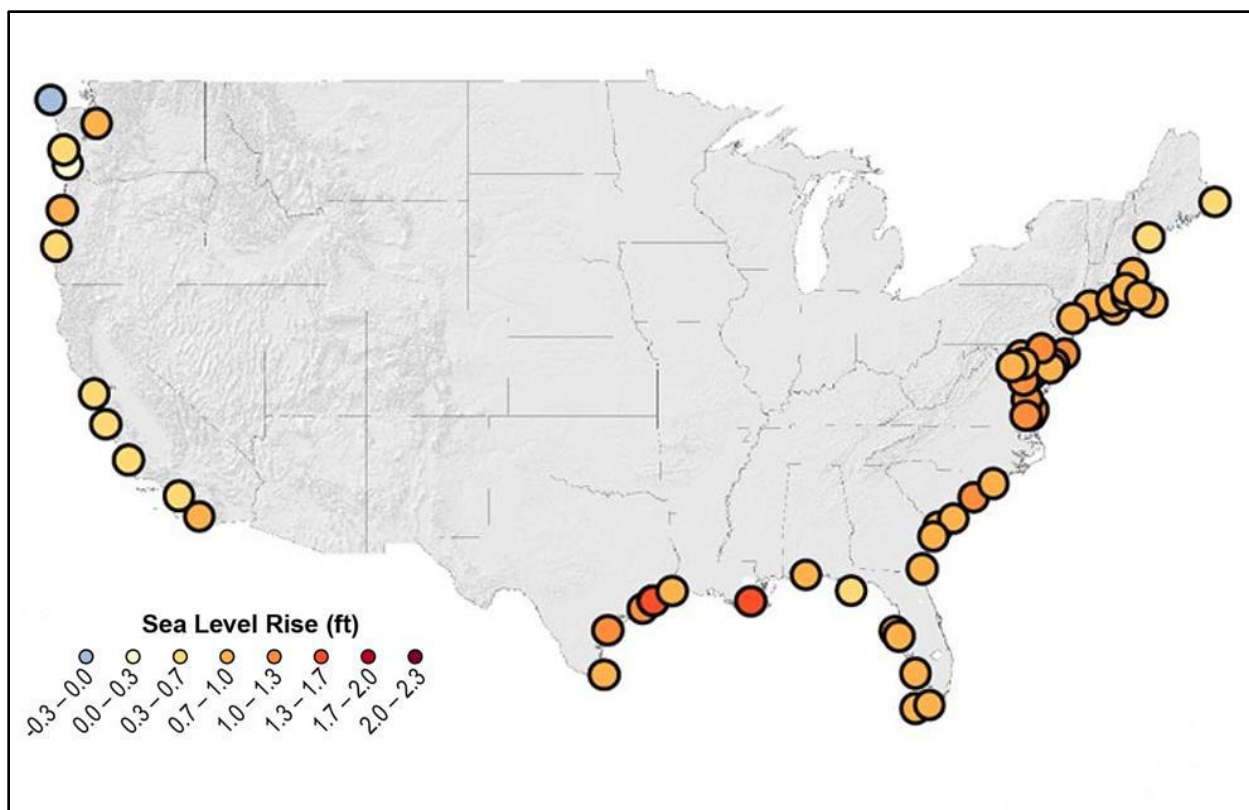 Sea Level Rise (ft)
-0.3 – 0.0
0.0 – 0.3
0.3 – 0.7
0.7 – 1.0
1.0 – 1.3
1.3 – 1.7
1.7 – 2.0
2.0 – 2.3